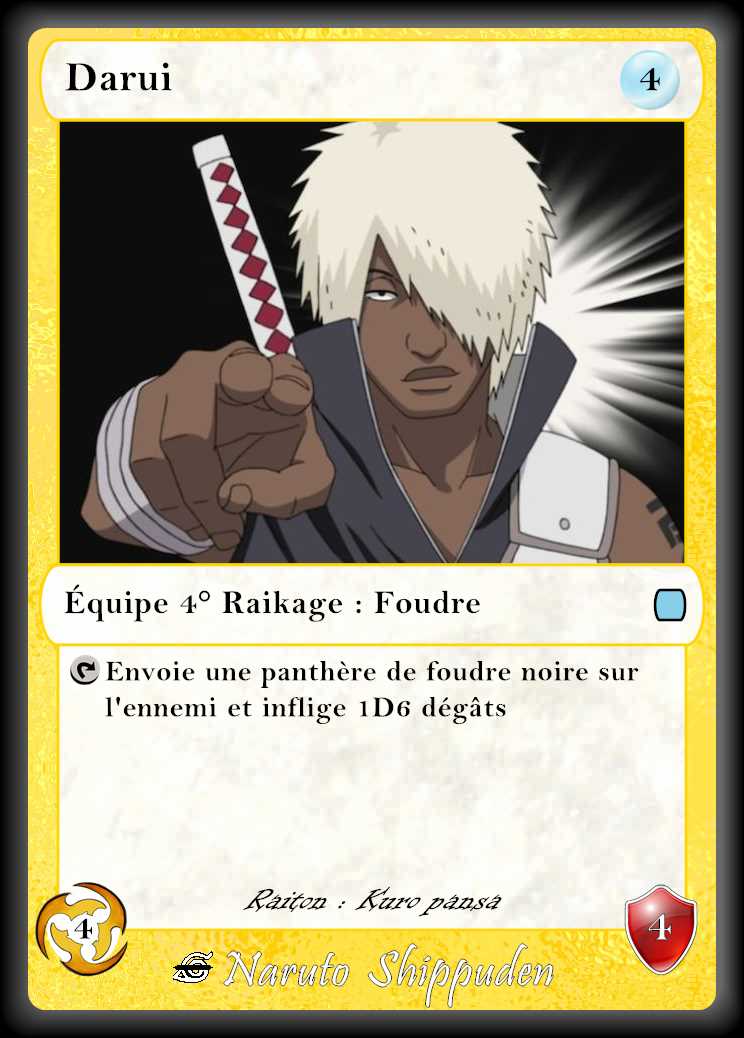 Darui
4
Équipe 4° Raikage : Foudre
Envoie une panthère de foudre noire sur
l'ennemi et inflige 1D6 dégâts
Raiton : Kuro pansa
4
4
Naruto Shippuden